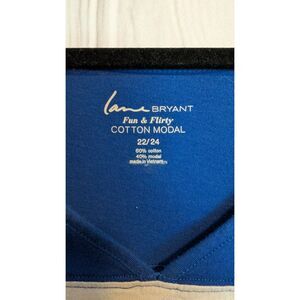 Lane BRYANT
Fun & Flirty
COTTON MODAL
22/24
60% cotton
40% modal
made in Vietnam